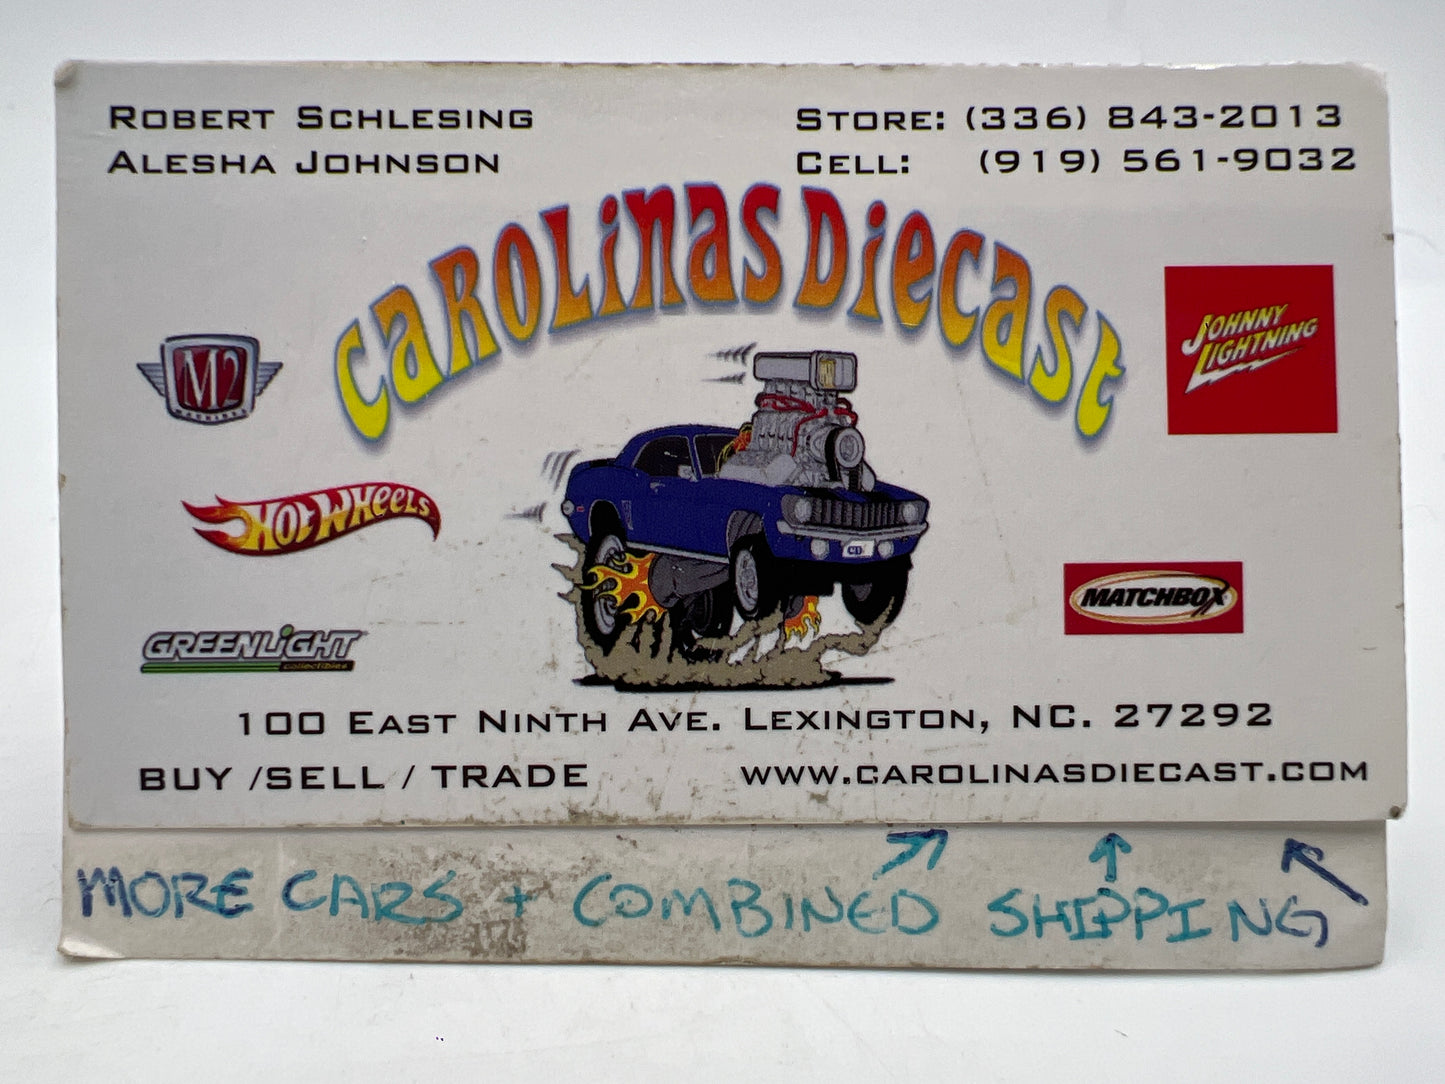 ROBERT SCHLESING
ALESHA JOHNSON
STORE: (336) 843-2013
CELL: (919) 561-9032
CAROLINAS DIECAST
M2
MACHINES
HOT WHEELS
GREENLIGHT
collectibles
JOHNNY
LIGHTNING
MATCHBOX
100 EAST NINTH AVE. LEXINGTON, NC. 27292
BUY /SELL / TRADE
WWW.CAROLINASDIECAST.COM
MORE CARS + COMBINED SHIPPING